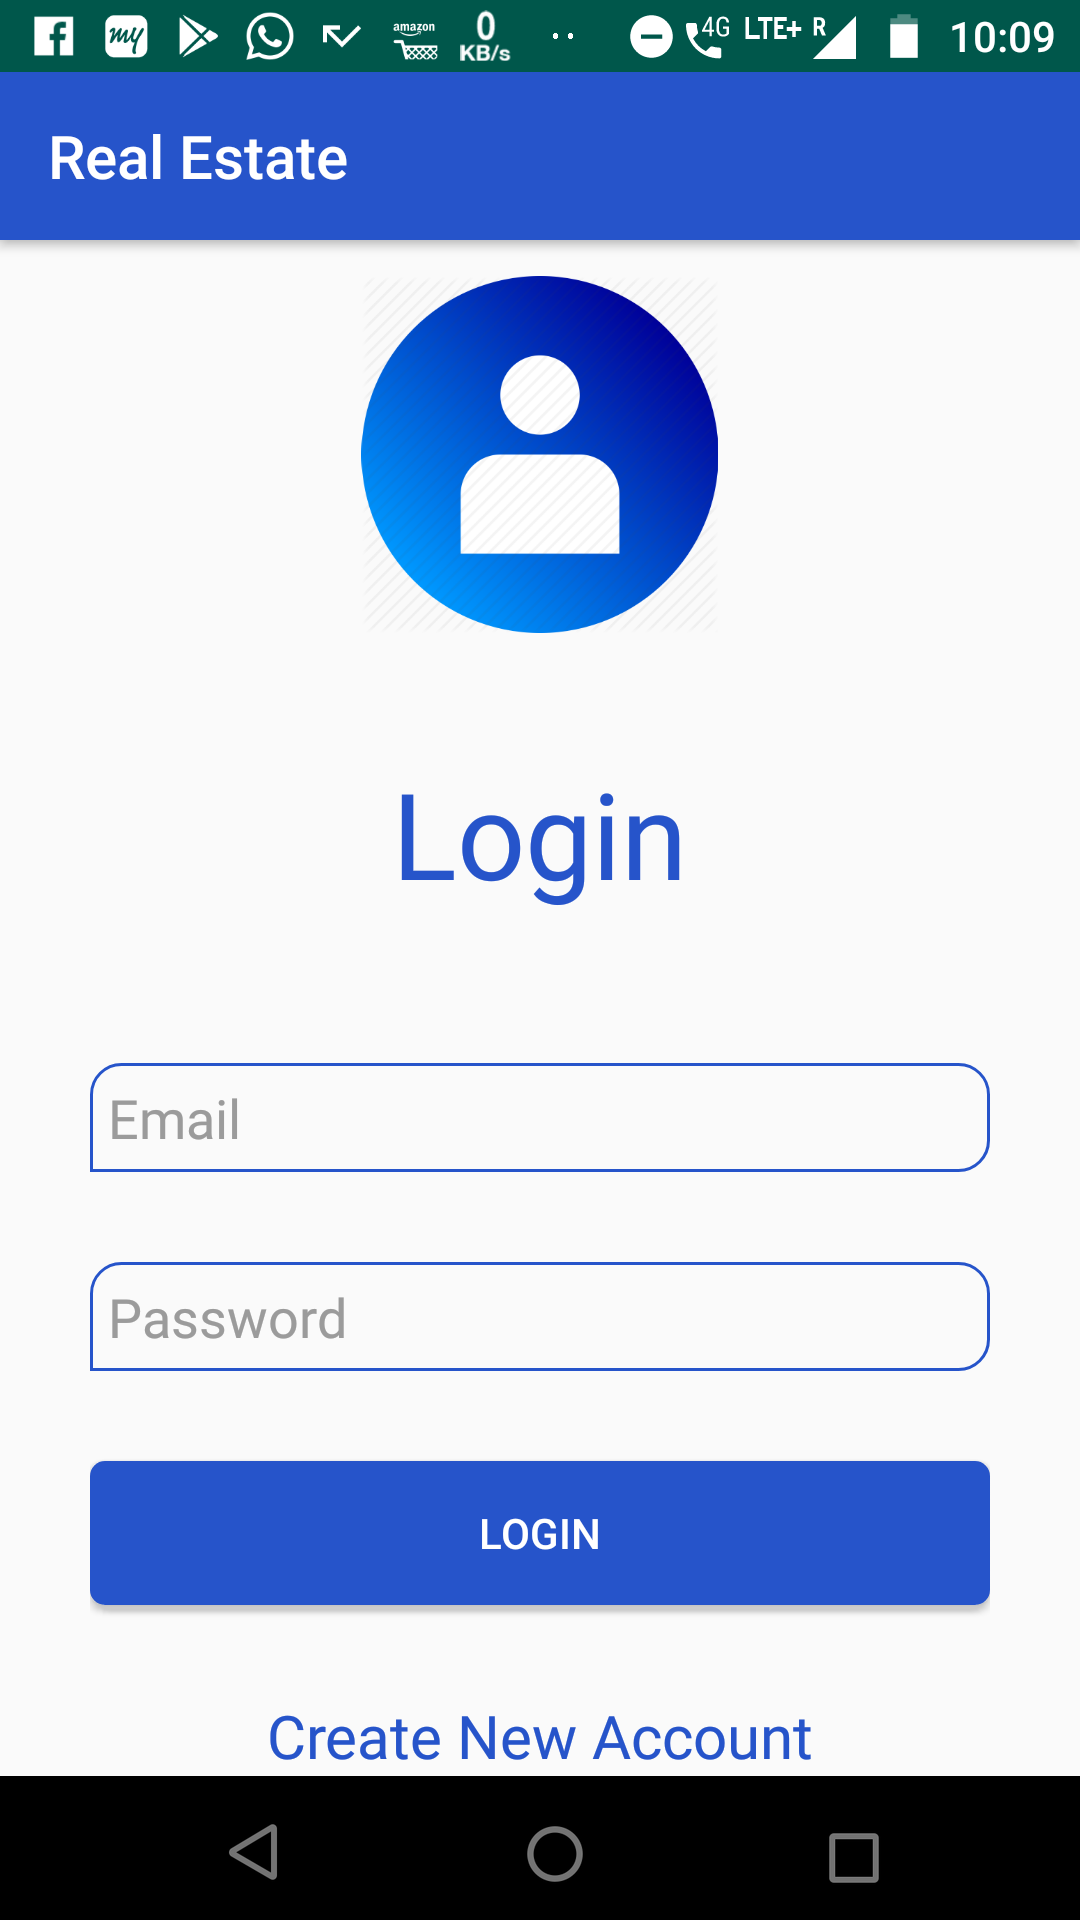 my amazon 0 KB/s 4G LTE+ R 10:09
Real Estate
Login
Email
Password
LOGIN
Create New Account